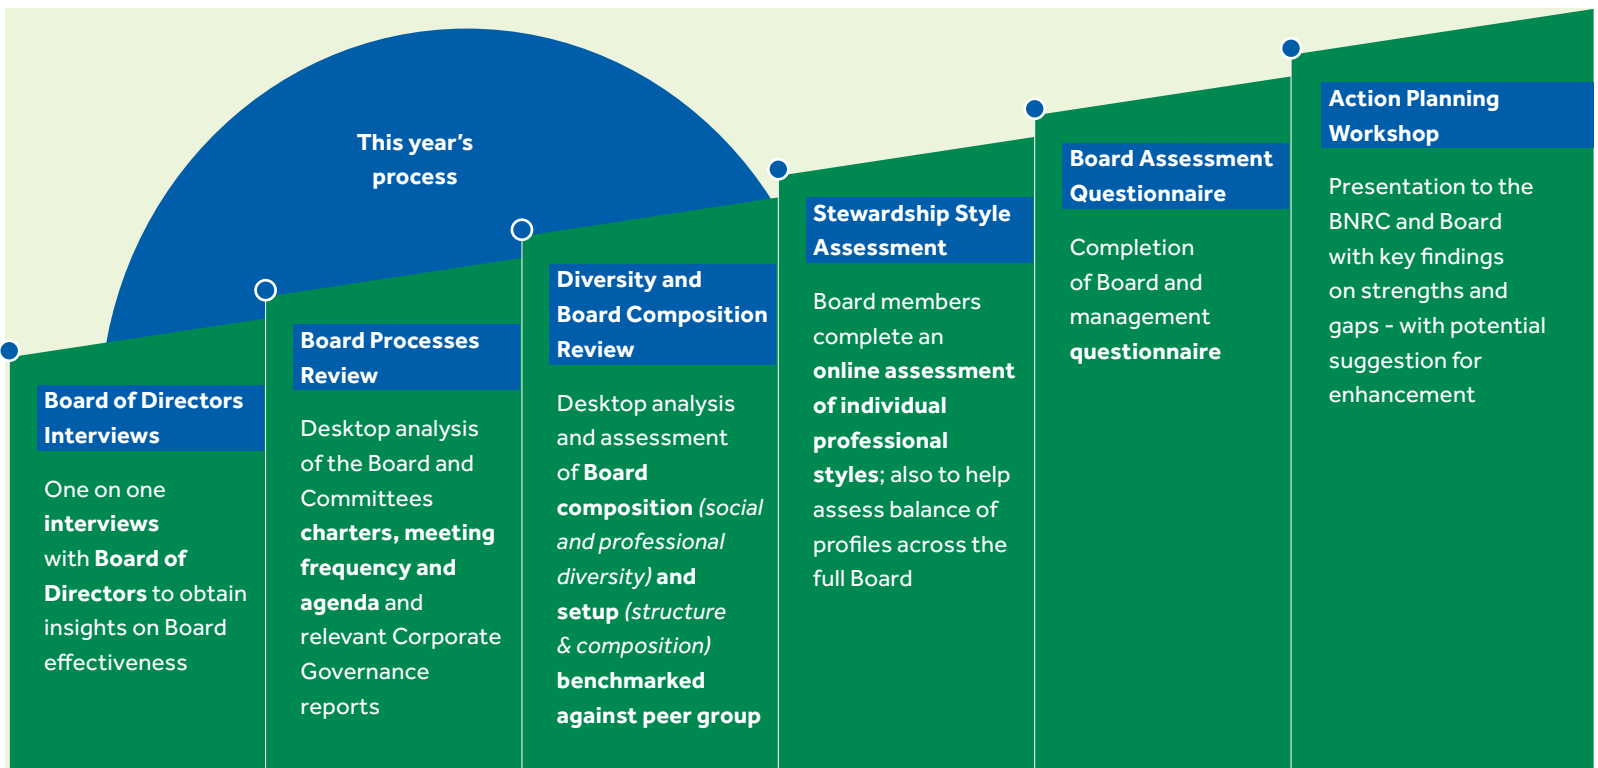 This year's
process
Board of Directors
Interviews
One on one
interviews
with Board of
Directors to obtain
insights on Board
effectiveness
Board Processes
Review
Desktop analysis
of the Board and
Committees
charters, meeting
frequency and
agenda and
relevant Corporate
Governance
reports
Diversity and
Board Composition
Review
Desktop analysis
and assessment
of Board
composition (social
and professional
diversity) and
setup (structure
& composition)
benchmarked
against peer group
Stewardship Style
Assessment
Board members
complete an
online assessment
of individual
professional
styles; also to help
assess balance of
profiles across the
full Board
Board Assessment
Questionnaire
Completion
of Board and
management
questionnaire
Action Planning
Workshop
Presentation to the
BNRC and Board
with key findings
on strengths and
gaps - with potential
suggestion for
enhancement